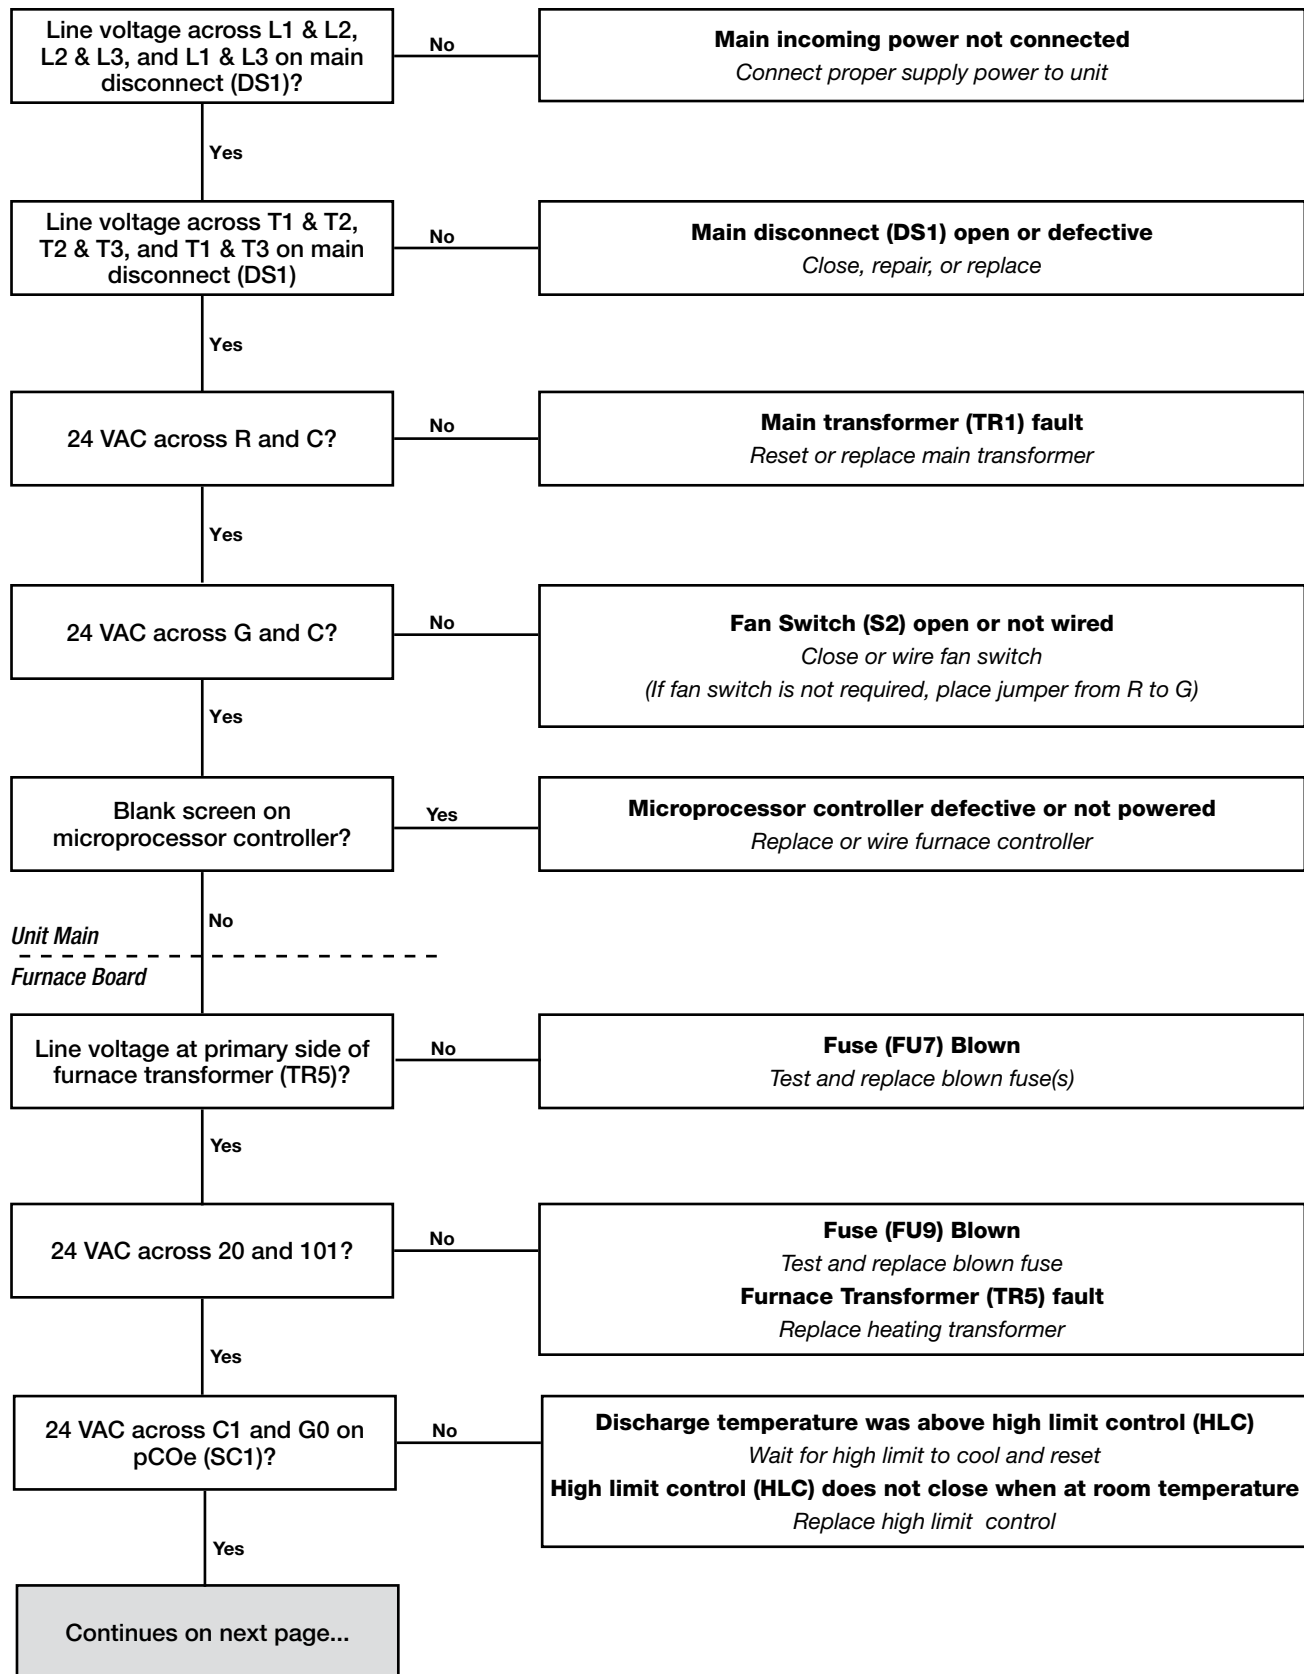 Line voltage across L1 & L2,
L2 & L3, and L1 & L3 on main
disconnect (DS1)?
No
Main incoming power not connected
Connect proper supply power to unit
Yes
Line voltage across T1 & T2,
T2 & T3, and T1 & T3 on main
disconnect (DS1)
No
Main disconnect (DS1) open or defective
Close, repair, or replace
Yes
24 VAC across R and C?
No
Main transformer (TR1) fault
Reset or replace main transformer
Yes
24 VAC across G and C?
No
Fan Switch (S2) open or not wired
Close or wire fan switch
(If fan switch is not required, place jumper from R to G)
Yes
Blank screen on
microprocessor controller?
Yes
Microprocessor controller defective or not powered
Replace or wire furnace controller
No
Unit Main
Furnace Board
Line voltage at primary side of
furnace transformer (TR5)?
No
Fuse (FU7) Blown
Test and replace blown fuse(s)
Yes
24 VAC across 20 and 101?
No
Fuse (FU9) Blown
Test and replace blown fuse
Furnace Transformer (TR5) fault
Replace heating transformer
Yes
24 VAC across C1 and G0 on
pCOe (SC1)?
No
Discharge temperature was above high limit control (HLC)
Wait for high limit to cool and reset
High limit control (HLC) does not close when at room temperature
Replace high limit control
Yes
Continues on next page...